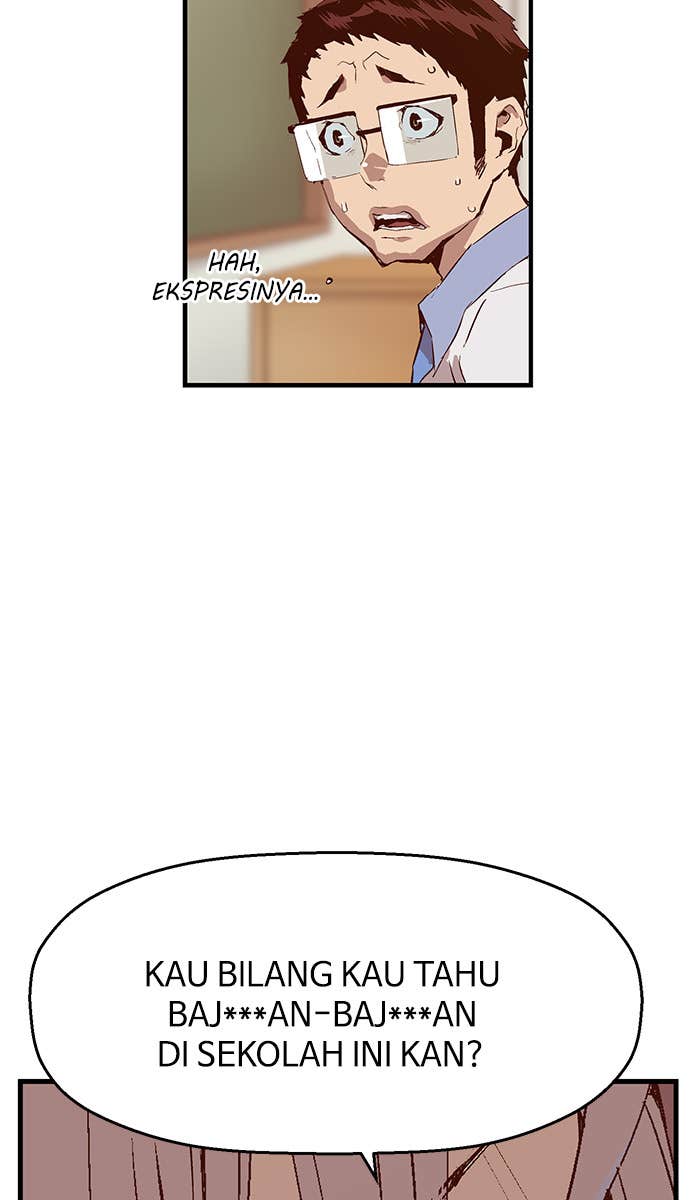 HAH,
EKSPRESINYA...
KAU BILANG KAU TAHU
BAJ***AN-BAJ***AN
DI SEKOLAH INI KAN?